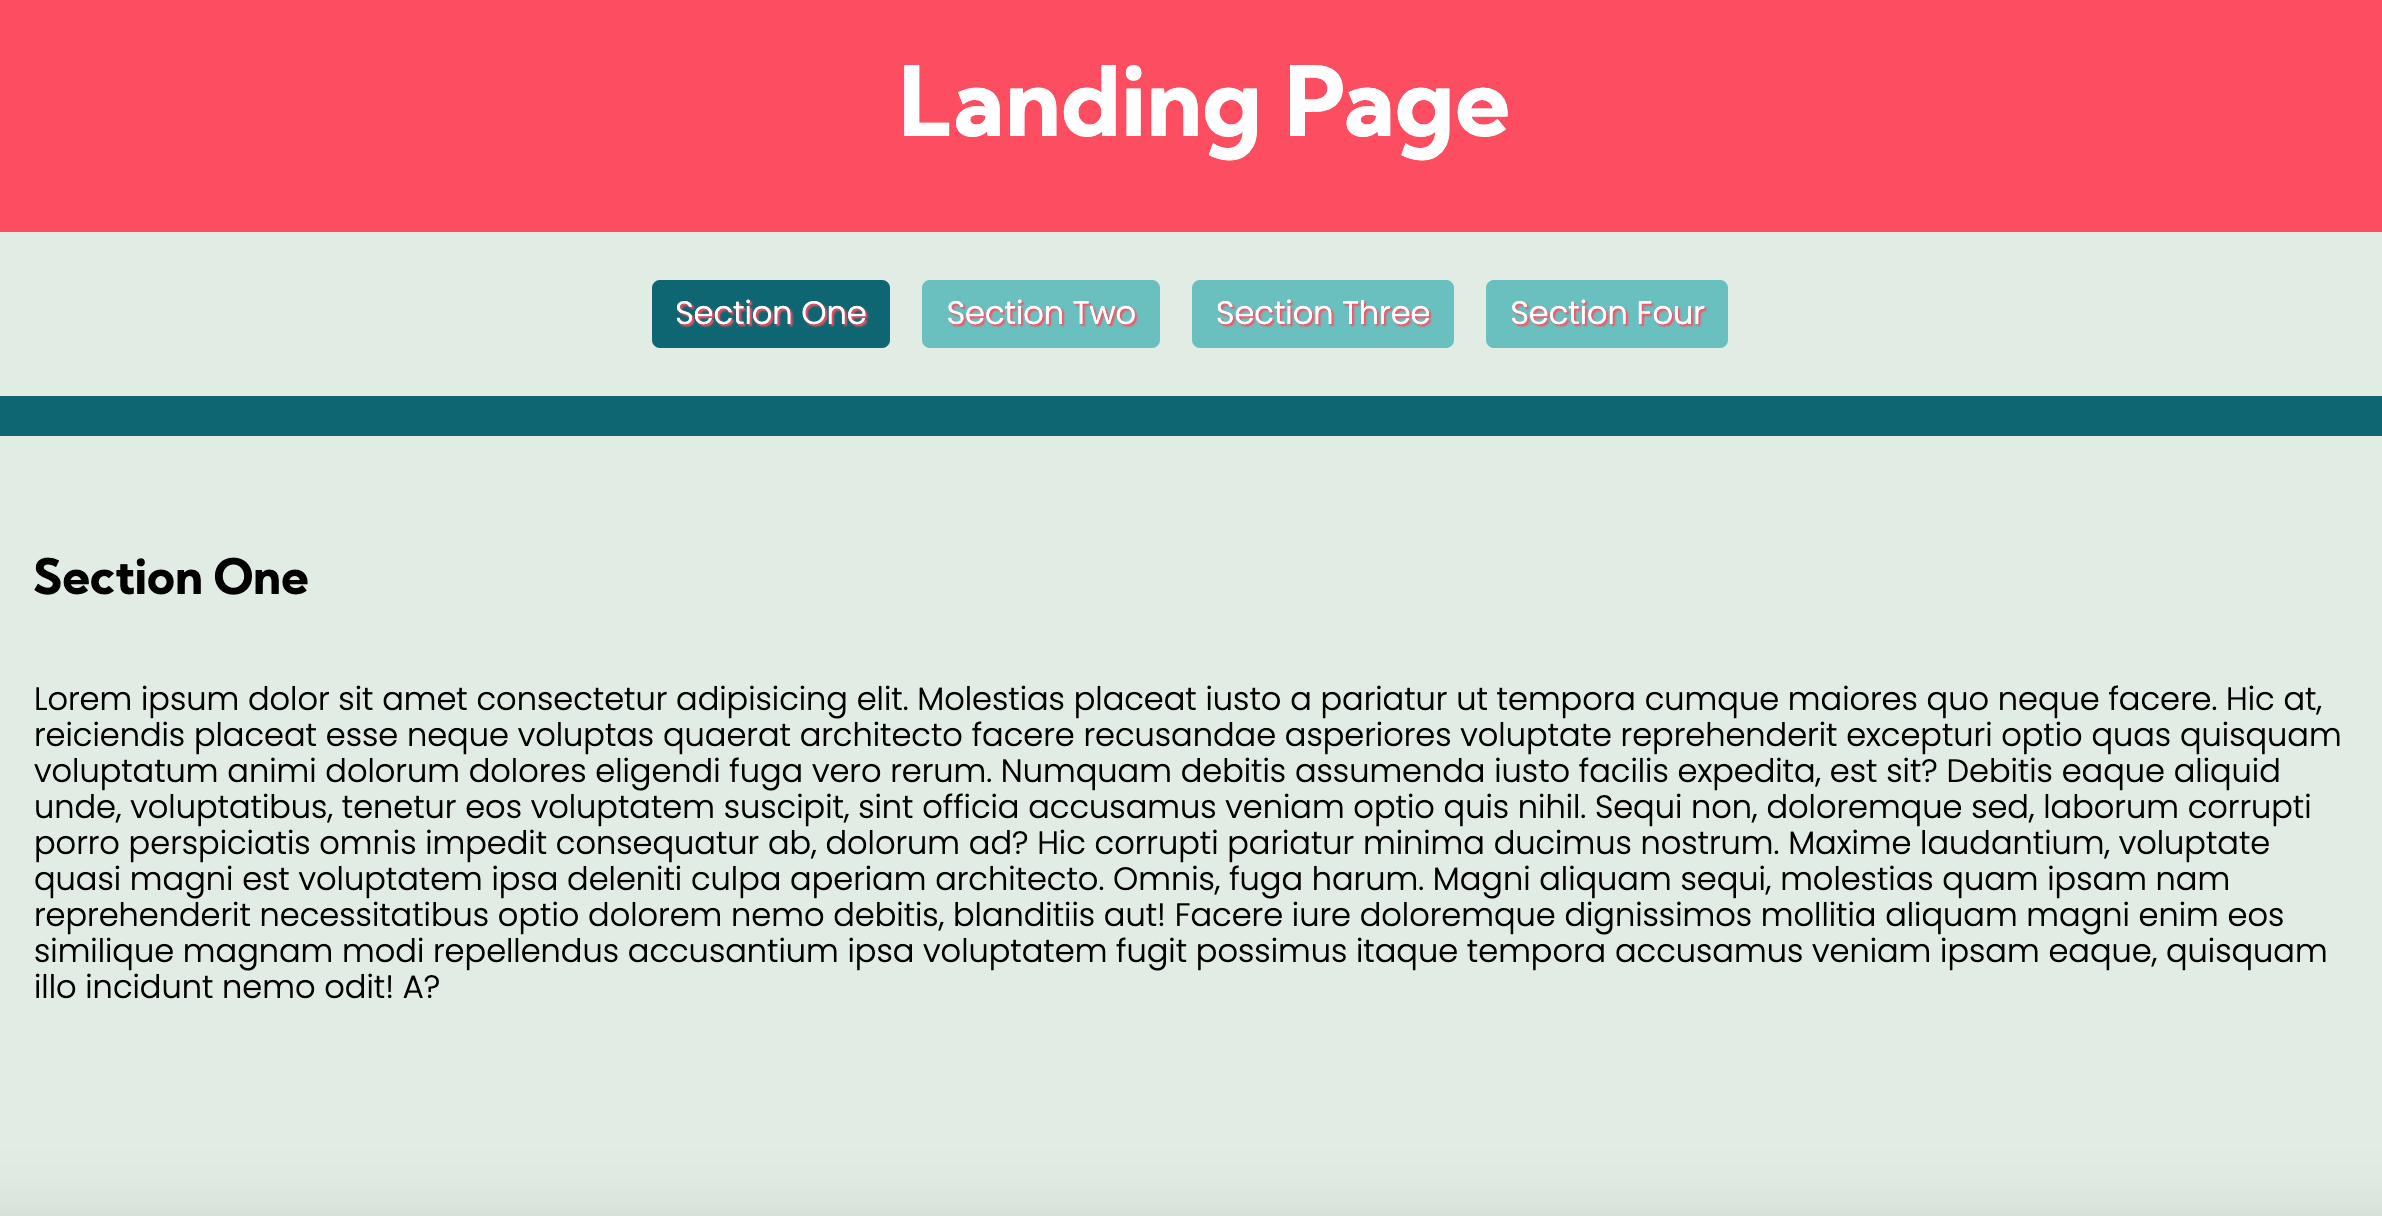 Landing Page
Section One
Section Two
Section Three
Section Four
Section One
Lorem ipsum dolor sit amet consectetur adipisicing elit. Molestias placeat iusto a pariatur ut tempora cumque maiores quo neque facere. Hic at,
reiciendis placeat esse neque voluptas quaerat architecto facere recusandae asperiores voluptate reprehenderit excepturi optio quas quisquam
voluptatum animi dolorum dolores eligendi fuga vero rerum. Numquam debitis assumenda iusto facilis expedita, est sit? Debitis eaque aliquid
unde, voluptatibus, tenetur eos voluptatem suscipit, sint officia accusamus veniam optio quis nihil. Sequi non, doloremque sed, laborum corrupti
porro perspiciatis omnis impedit consequatur ab, dolorum ad? Hic corrupti pariatur minima ducimus nostrum. Maxime laudantium, voluptate
quasi magni est voluptatem ipsa deleniti culpa aperiam architecto. Omnis, fuga harum. Magni aliquam sequi, molestias quam ipsam nam
reprehenderit necessitatibus optio dolorem nemo debitis, blanditiis aut! Facere iure doloremque dignissimos mollitia aliquam magni enim eos
similique magnam modi repellendus accusantium ipsa voluptatem fugit possimus itaque tempora accusamus veniam ipsam eaque, quisquam
illo incidunt nemo odit! A?